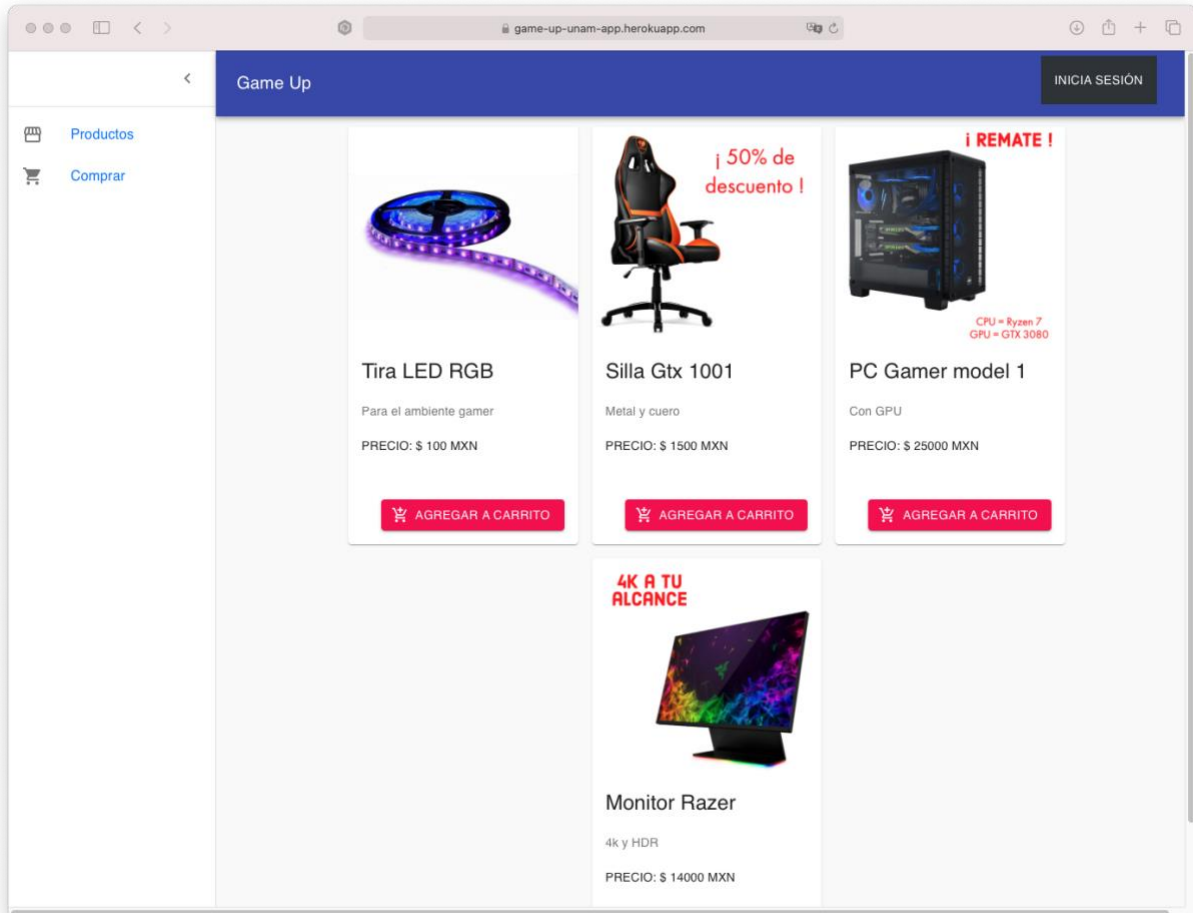 game-up-unam-app.herokuapp.com
Game Up
INICIA SESIÓN
Productos
Comprar
¡ 50% de
descuento !
¡ REMATE !
CPU = Ryzen 7
GPU = GTX 3080
Tira LED RGB
Para el ambiente gamer
PRECIO: $ 100 MXN
AGREGAR A CARRITO
Silla Gtx 1001
Metal y cuero
PRECIO: $ 1500 MXN
AGREGAR A CARRITO
PC Gamer model 1
Con GPU
PRECIO: $ 25000 MXN
AGREGAR A CARRITO
4K A TU
ALCANCE
Monitor Razer
4k y HDR
PRECIO: $ 14000 MXN